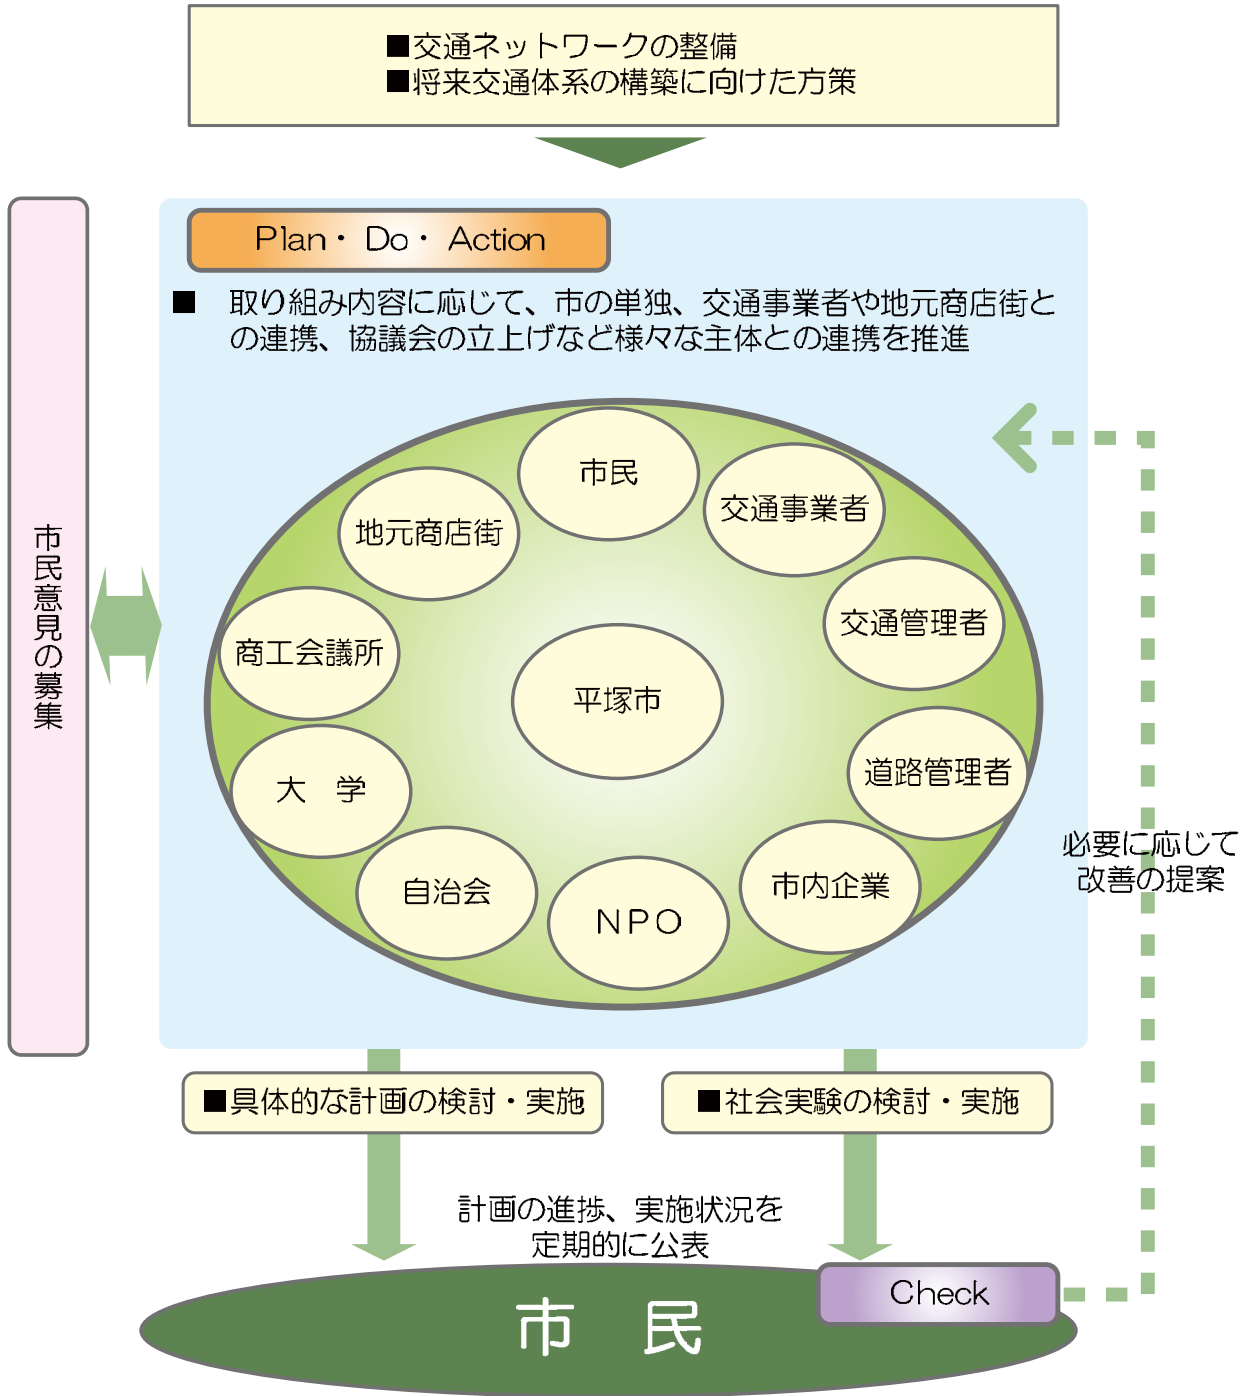 ■交通ネットワークの整備
■将来交通体系の構築に向けた方策
Plan・Do・Action
■ 取り組み内容に応じて、市の単独、交通事業者や地元商店街と
の連携、協議会の立上げなど様々な主体との連携を推進
市民意見の募集
市民
交通事業者
地元商店街
交通管理者
商工会議所
平塚市
道路管理者
大　学
自治会
NPO
市内企業
必要に応じて
改善の提案
■具体的な計画の検討・実施
■社会実験の検討・実施
計画の進捗、実施状況を
定期的に公表
Check
市　民